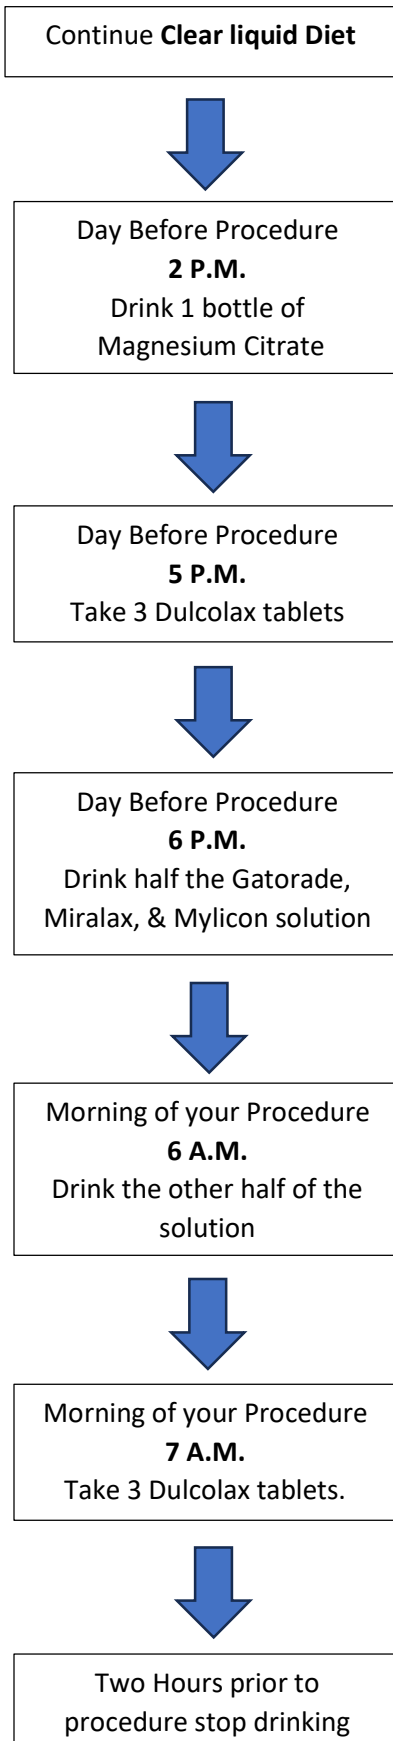 Continue Clear liquid Diet
Day Before Procedure
2 P.M.
Drink 1 bottle of
Magnesium Citrate
Day Before Procedure
5 P.M.
Take 3 Dulcolax tablets
Day Before Procedure
6 P.M.
Drink half the Gatorade,
Miralax, & Mylicon solution
Morning of your Procedure
6 A.M.
Drink the other half of the
solution
Morning of your Procedure
7 A.M.
Take 3 Dulcolax tablets.
Two Hours prior to
procedure stop drinking